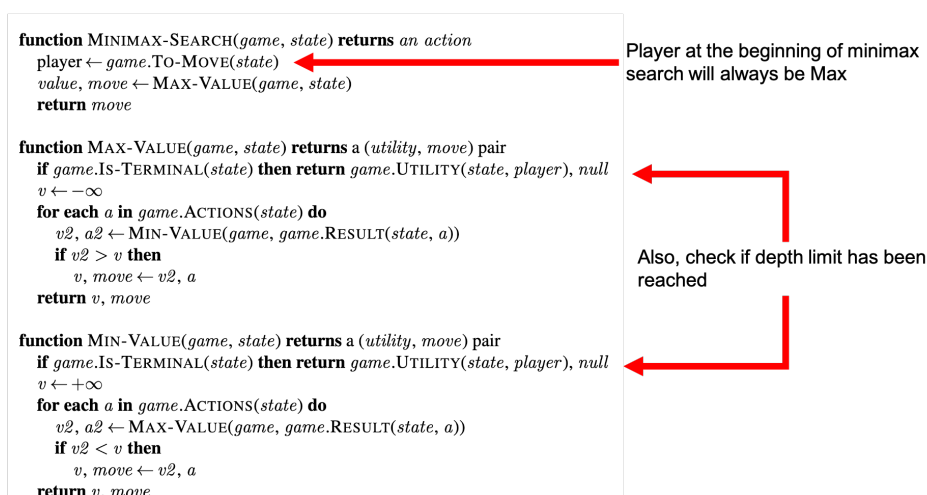 function MINIMAX-SEARCH(game, state) returns an action
player ← game.TO-MOVE(state)
value, move ← MAX-VALUE(game, state)
return move
Player at the beginning of minimax
search will always be Max
function MAX-VALUE(game, state) returns a (utility, move) pair
if game.IS-TERMINAL(state) then return game.UTILITY(state, player), null
v ← −∞
for each a in game.ACTIONS(state) do
v2, a2 ← MIN-VALUE(game, game.RESULT(state, a))
if v2 > v then
v, move ← v2, a
return v, move
Also, check if depth limit has been
reached
function MIN-VALUE(game, state) returns a (utility, move) pair
if game.IS-TERMINAL(state) then return game.UTILITY(state, player), null
v ← +∞
for each a in game.ACTIONS(state) do
v2, a2 ← MAX-VALUE(game, game.RESULT(state, a))
if v2 < v then
v, move ← v2, a
return v, move